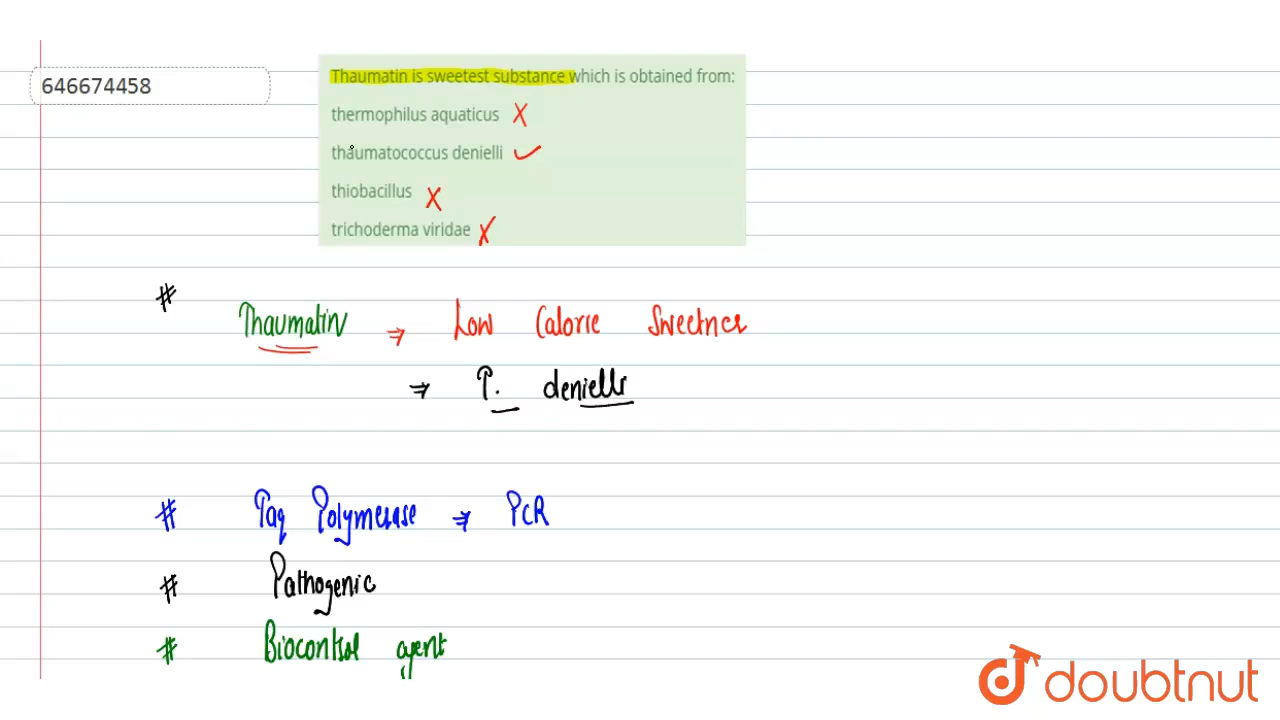 646674458
Thaumatin is sweetest substance which is obtained from:
thermophilus aquaticus X
thaumatococcus denielli ✓
thiobacillus X
trichoderma viridae X
# Thaumatin ⇒ Low Calorie Sweetner
⇒ T. denielli
# Taq Polymerase ⇒ PCR
# Pathogenic
# Biocontrol agent
doubtnut